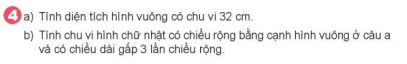 4 a) Tính diện tích hình vuông có chu vi 32 cm.
b) Tính chu vi hình chữ nhật có chiều rộng bằng cạnh hình vuông ở câu a
và có chiều dài gấp 3 lần chiều rộng.